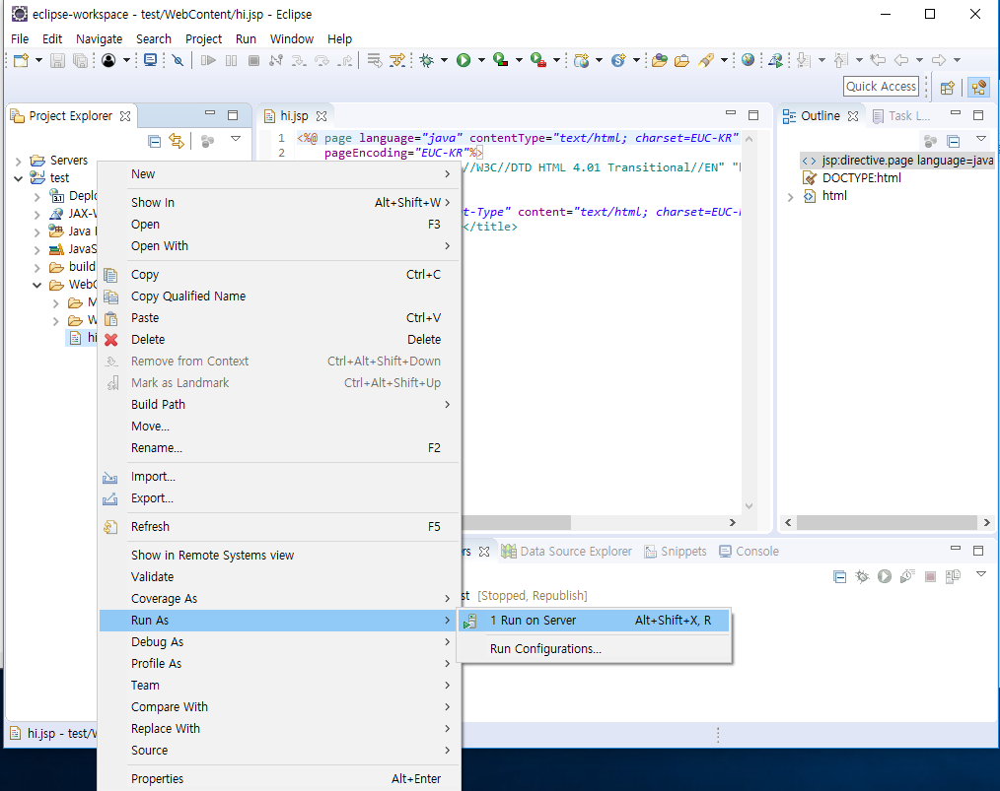 eclipse-workspace - test/WebContent/hi.jsp - Eclipse
File Edit Navigate Search Project Run Window Help
Quick Access
Project Explorer
hi.jsp
Outline
Task L...
Servers
test
Deplo
JAX-W
Java
JavaS
build
WebC
M
W
hi
1 <%@ page language="java" contentType="text/html; charset=EUC-KR"
2 pageEncoding="EUC-KR"%>
//W3C//DTD HTML 4.01 Transitional//EN" "
t-Type" content="text/html; charset=EUC-
</title>
jsp:directive.page language=java
DOCTYPE:html
html
New
Show In Alt+Shift+W
Open F3
Open With
Copy Ctrl+C
Copy Qualified Name
Paste Ctrl+V
Delete Delete
Remove from Context Ctrl+Alt+Shift+Down
Mark as Landmark Ctrl+Alt+Shift+Up
Build Path
Move...
Rename... F2
Import...
Export...
Refresh F5
Show in Remote Systems view
Validate
Coverage As
Run As
Debug As
Profile As
Team
Compare With
Replace With
Source
Properties Alt+Enter
1 Run on Server Alt+Shift+X, R
Run Configurations...
rs
Data Source Explorer
Snippets
Console
st [Stopped, Republish]
hi.jsp - test/W